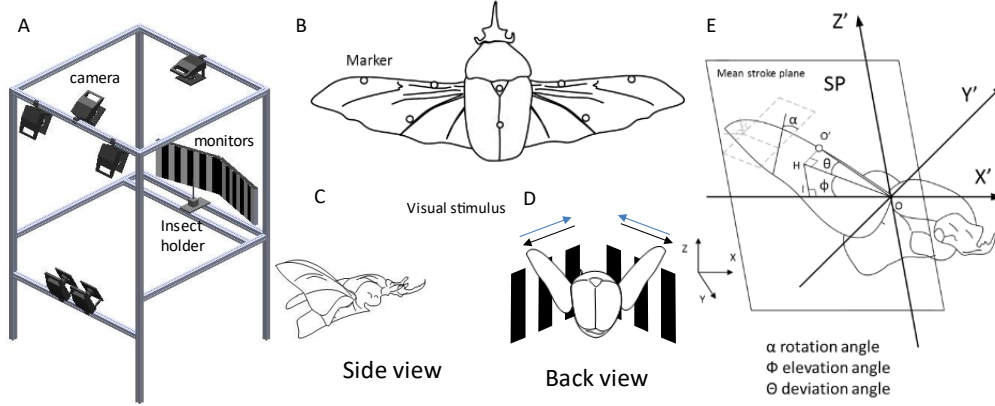 A
camera
monitors
Insect
holder
B
Marker
C
Side view
Visual stimulus
D
Back view
E
Mean stroke plane
SP
Z'
Y'
X'
α
O'
H
θ
ϕ
I
O
Z
X
Y
α rotation angle
Φ elevation angle
Θ deviation angle